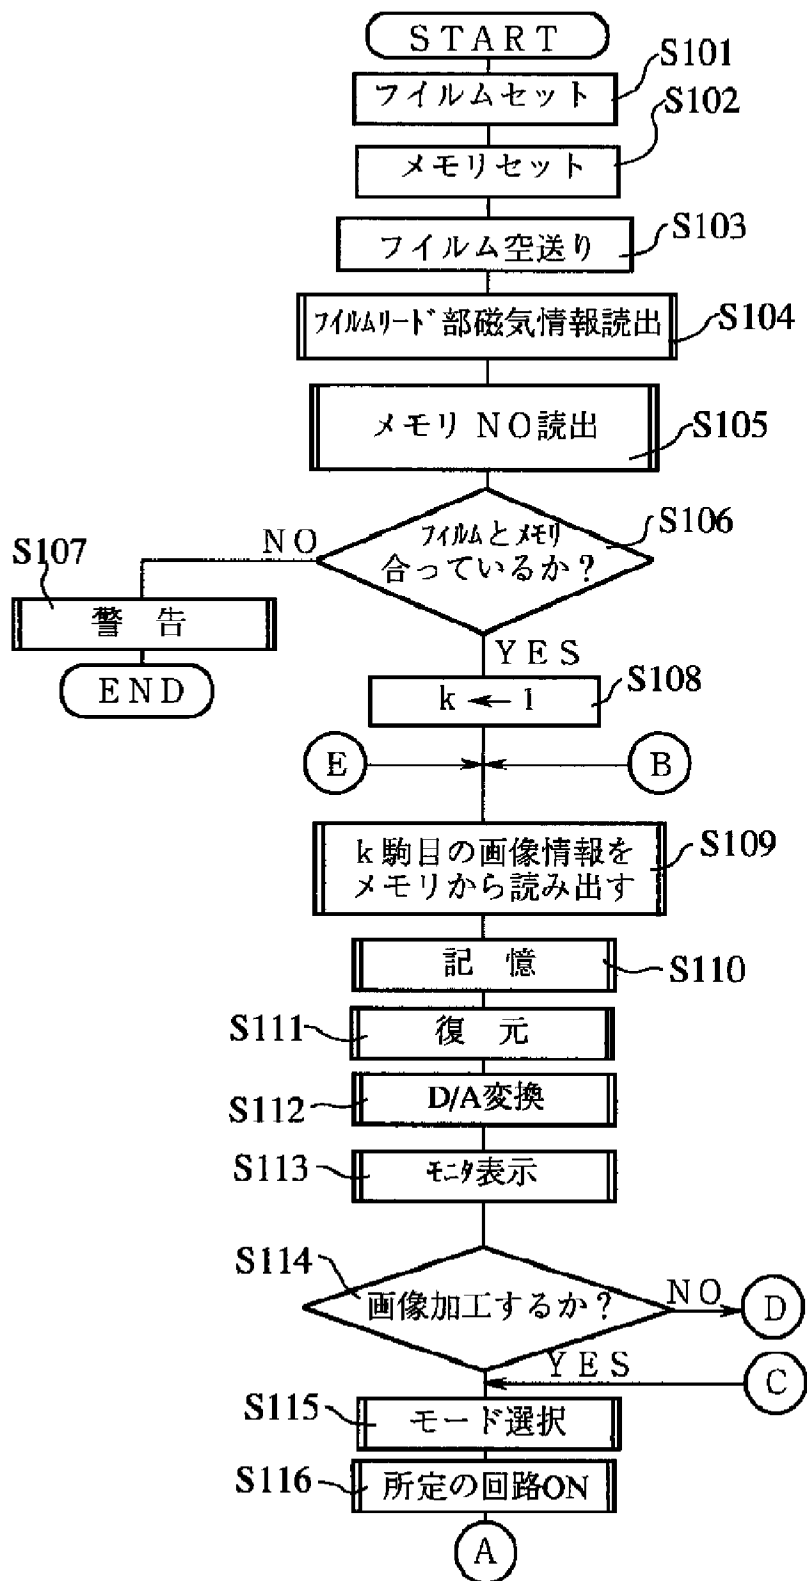 START
S101
フイルムセット
S102
メモリセット
S103
フイルム空送り
フイルムリード部磁気情報読出
S104
メモリNO読出
S105
フィルムとメモリ
合っているか?
S106
NO
S107
警告
END
YES
k ← 1
S108
E
B
k駒目の画像情報を
メモリから読み出す
S109
記憶
S110
S111
復元
S112
D/A変換
S113
モニタ表示
S114
画像加工するか?
NO
D
YES
C
S115
モード選択
S116
所定の回路ON
A